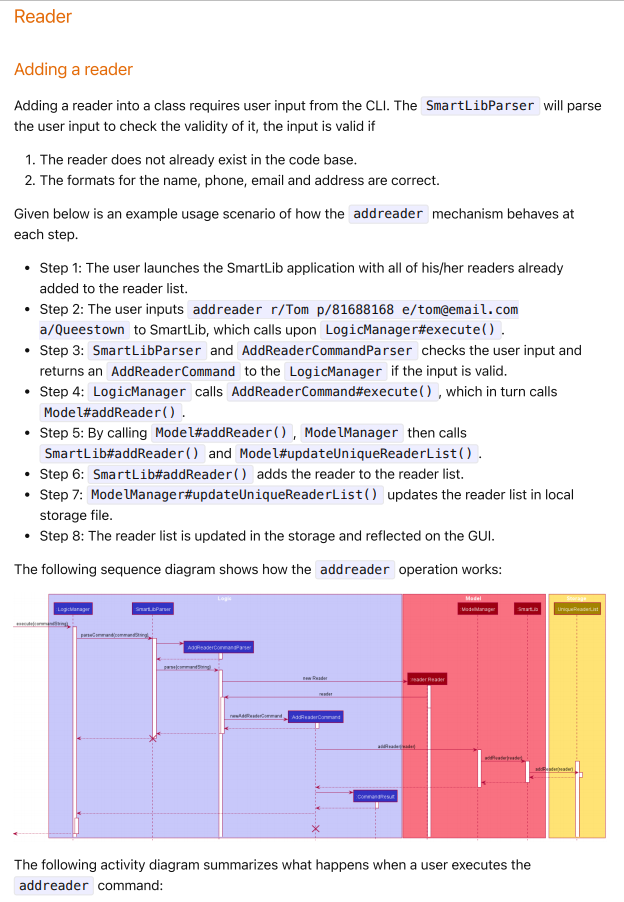 Reader
Adding a reader
Adding a reader into a class requires user input from the CLI. The SmartLibParser will parse
the user input to check the validity of it, the input is valid if
1. The reader does not already exist in the code base.
2. The formats for the name, phone, email and address are correct.
Given below is an example usage scenario of how the addreader mechanism behaves at
each step.
• Step 1: The user launches the SmartLib application with all of his/her readers already
added to the reader list.
• Step 2: The user inputs addreader r/Tom p/81688168 e/tom@email.com
a/Queestown to SmartLib, which calls upon LogicManager#execute() .
• Step 3: SmartLibParser and AddReaderCommandParser checks the user input and
returns an AddReaderCommand to the LogicManager if the input is valid.
• Step 4: LogicManager calls AddReaderCommand#execute() , which in turn calls
Model#addReader() .
• Step 5: By calling Model#addReader() , ModelManager then calls
SmartLib#addReader() and Model#updateUniqueReaderList() .
• Step 6: SmartLib#addReader() adds the reader to the reader list.
• Step 7: ModelManager#updateUniqueReaderList() updates the reader list in local
storage file.
• Step 8: The reader list is updated in the storage and reflected on the GUI.
The following sequence diagram shows how the addreader operation works:
Logic Model Storage
LogicManager SmartLibParser ModelManager SmartLib UniqueReaderList
execute(commandString)
parseCommand(commandString)
AddReaderCommandParser
parse(commandString)
new Reader
reader:Reader
reader
newAddReaderCommand
AddReaderCommand
addReader(reader)
addReader(reader)
addReader(reader)
CommandResult
The following activity diagram summarizes what happens when a user executes the
addreader command: